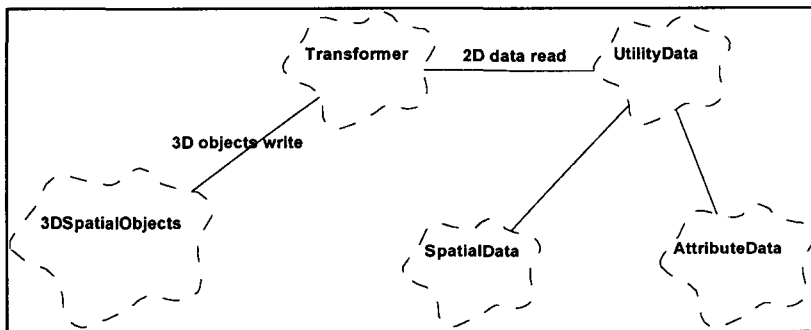 Transformer
2D data read
UtilityData
3D objects write
3DSpatialObjects
SpatialData
AttributeData